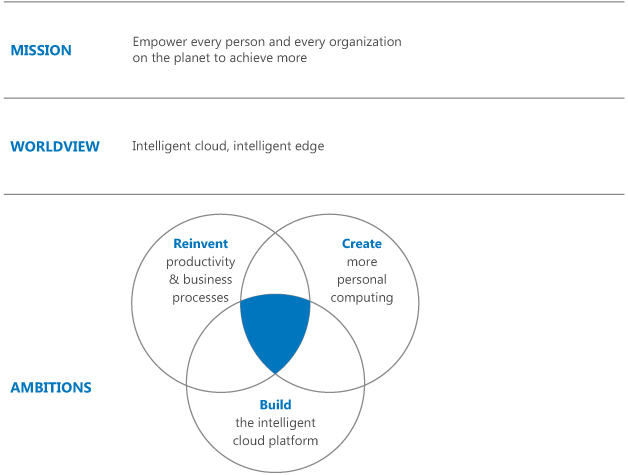 MISSION
Empower every person and every organization
on the planet to achieve more
WORLDVIEW
Intelligent cloud, intelligent edge
AMBITIONS
Reinvent
productivity
& business
processes
Create
more
personal
computing
Build
the intelligent
cloud platform